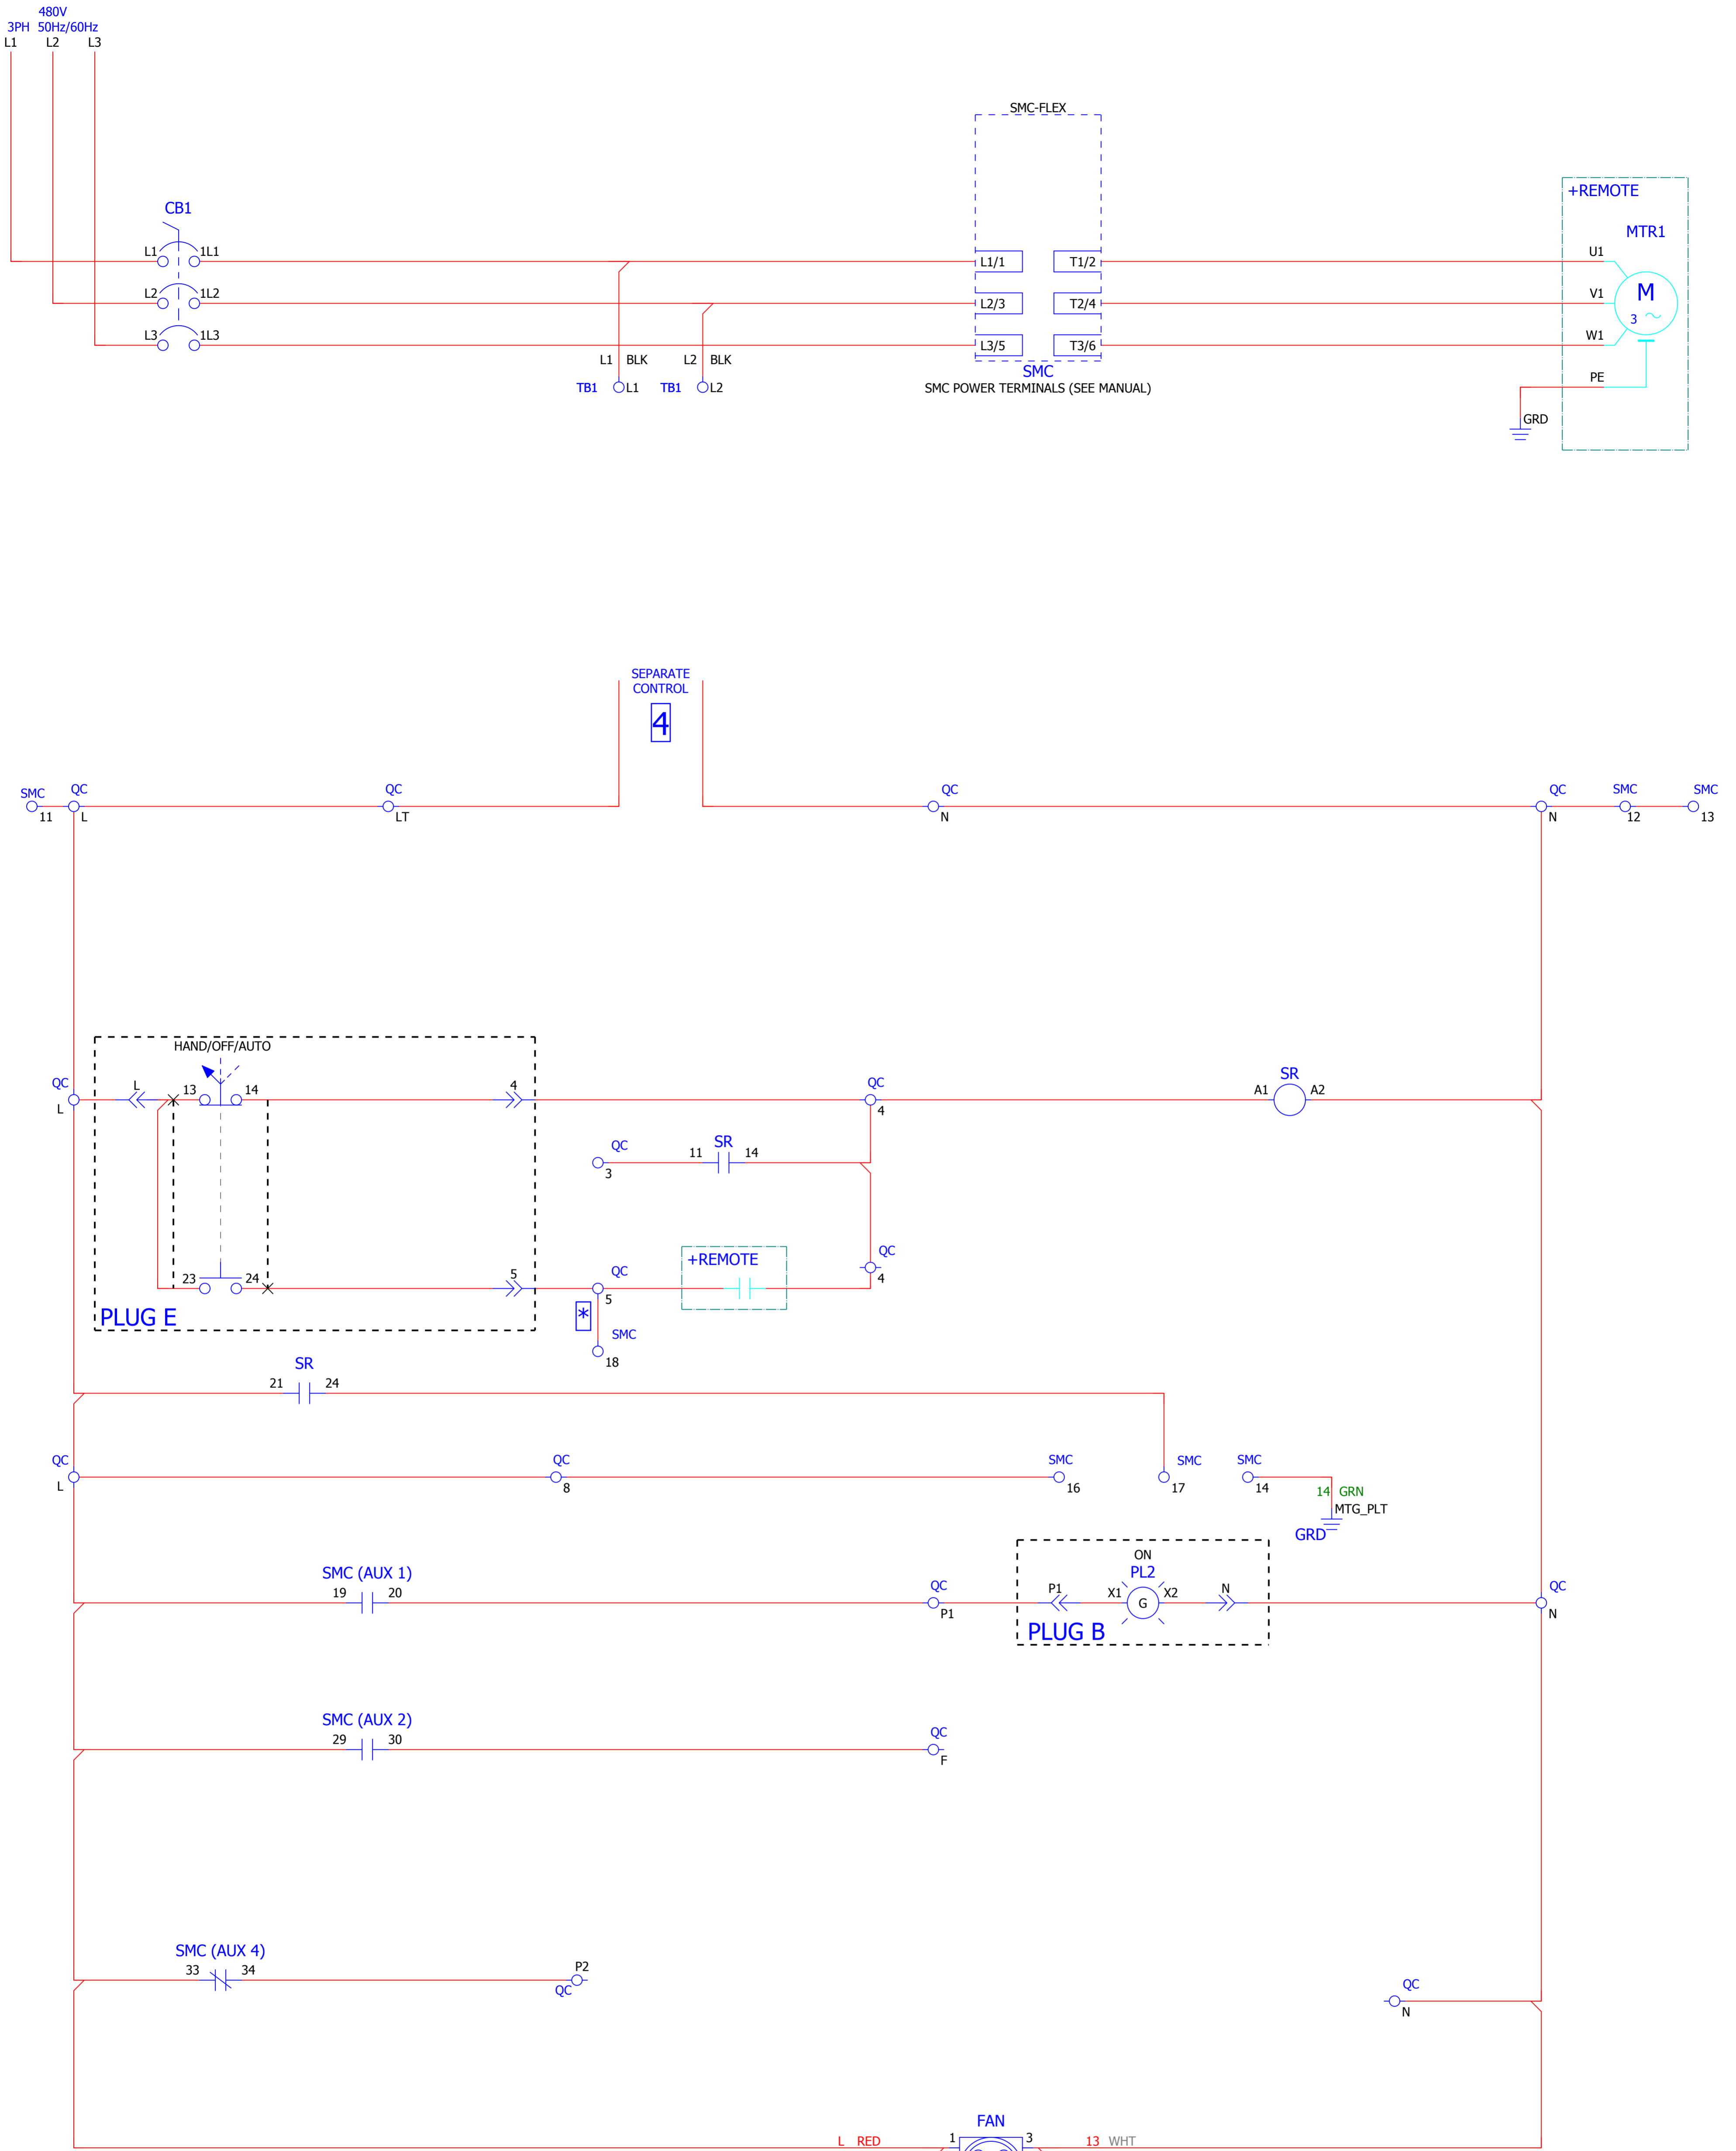 480V
3PH 50Hz/60Hz
L1 L2 L3
SMC-FLEX
+REMOTE
CB1
MTR1
L1 1L1 L1/1 T1/2 U1
L2 1L2 L2/3 T2/4 V1 M
3
L3 1L3 L3/5 T3/6 W1
L1 BLK L2 BLK
SMC
TB1 L1 TB1 L2
SMC POWER TERMINALS (SEE MANUAL)
PE
GRD
SEPARATE
CONTROL
4
SMC QC QC QC QC SMC SMC
11 L LT N N 12 13
HAND/OFF/AUTO
QC L 13 14 4 QC SR
L 4 A1 A2
QC SR
3 11 14
+REMOTE QC
4
23 24 5 QC
5
PLUG E * SMC
18
SR
21 24
QC QC SMC SMC SMC
L 8 16 17 14
14 GRN
MTG_PLT
GRD
ON
SMC (AUX 1) PL2
19 20 QC P1 X1 G X2 N QC
P1 N
PLUG B
SMC (AUX 2)
29 30 QC
F
SMC (AUX 4)
33 34 P2
QC
QC
N
FAN
L RED 1 3 13 WHT